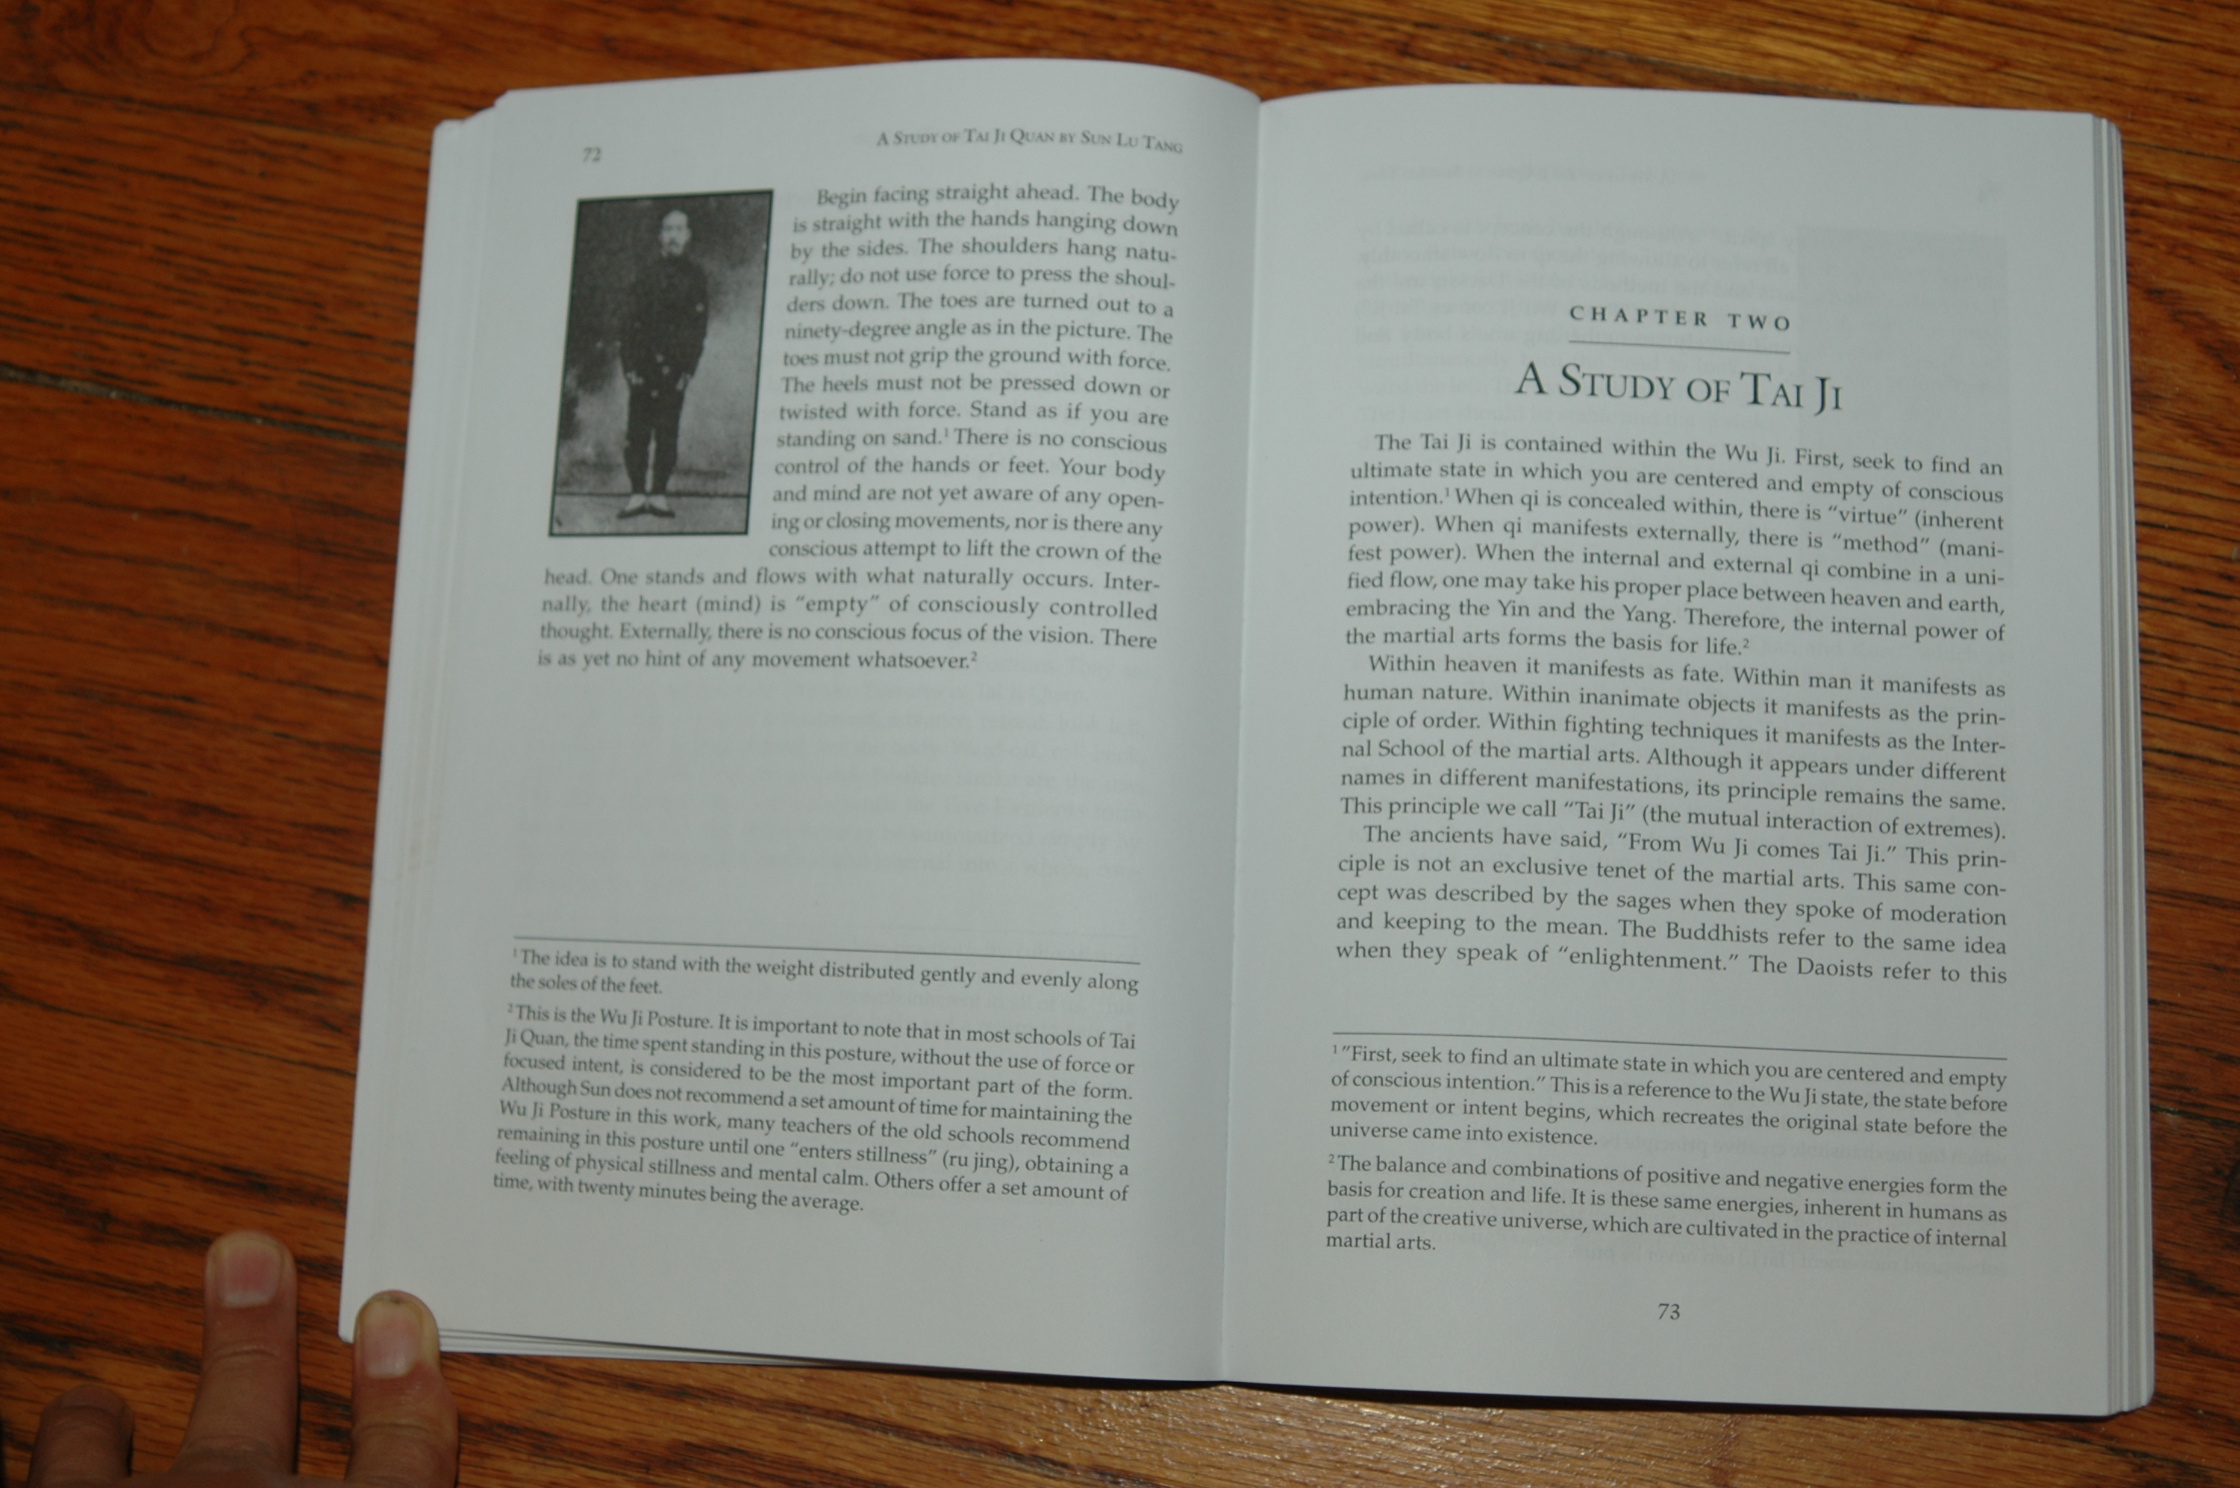 72
A STUDY OF TAI JI QUAN BY SUN LU TANG
Begin facing straight ahead. The body
is straight with the hands hanging down
by the sides. The shoulders hang natu-
rally; do not use force to press the shoul-
ders down. The toes are turned out to a
ninety-degree angle as in the picture. The
toes must not grip the ground with force.
The heels must not be pressed down or
twisted with force. Stand as if you are
standing on sand.¹ There is no conscious
control of the hands or feet. Your body
and mind are not yet aware of any open-
ing or closing movements, nor is there any
conscious attempt to lift the crown of the
head. One stands and flows with what naturally occurs. Inter-
nally, the heart (mind) is “empty” of consciously controlled
thought. Externally, there is no conscious focus of the vision. There
is as yet no hint of any movement whatsoever.²
¹ The idea is to stand with the weight distributed gently and evenly along
the soles of the feet.
² This is the Wu Ji Posture. It is important to note that in most schools of Tai
Ji Quan, the time spent standing in this posture, without the use of force or
focused intent, is considered to be the most important part of the form.
Although Sun does not recommend a set amount of time for maintaining the
Wu Ji Posture in this work, many teachers of the old schools recommend
remaining in this posture until one “enters stillness” (ru jing), obtaining a
feeling of physical stillness and mental calm. Others offer a set amount of
time, with twenty minutes being the average.
CHAPTER TWO
A STUDY OF TAI JI
The Tai Ji is contained within the Wu Ji. First, seek to find an
ultimate state in which you are centered and empty of conscious
intention.¹ When qi is concealed within, there is “virtue” (inherent
power). When qi manifests externally, there is “method” (mani-
fest power). When the internal and external qi combine in a uni-
fied flow, one may take his proper place between heaven and earth,
embracing the Yin and the Yang. Therefore, the internal power of
the martial arts forms the basis for life.²
Within heaven it manifests as fate. Within man it manifests as
human nature. Within inanimate objects it manifests as the prin-
ciple of order. Within fighting techniques it manifests as the Inter-
nal School of the martial arts. Although it appears under different
names in different manifestations, its principle remains the same.
This principle we call “Tai Ji” (the mutual interaction of extremes).
The ancients have said, “From Wu Ji comes Tai Ji.” This prin-
ciple is not an exclusive tenet of the martial arts. This same con-
cept was described by the sages when they spoke of moderation
and keeping to the mean. The Buddhists refer to the same idea
when they speak of “enlightenment.” The Daoists refer to this
¹ “First, seek to find an ultimate state in which you are centered and empty
of conscious intention.” This is a reference to the Wu Ji state, the state before
movement or intent begins, which recreates the original state before the
universe came into existence.
² The balance and combinations of positive and negative energies form the
basis for creation and life. It is these same energies, inherent in humans as
part of the creative universe, which are cultivated in the practice of internal
martial arts.
73